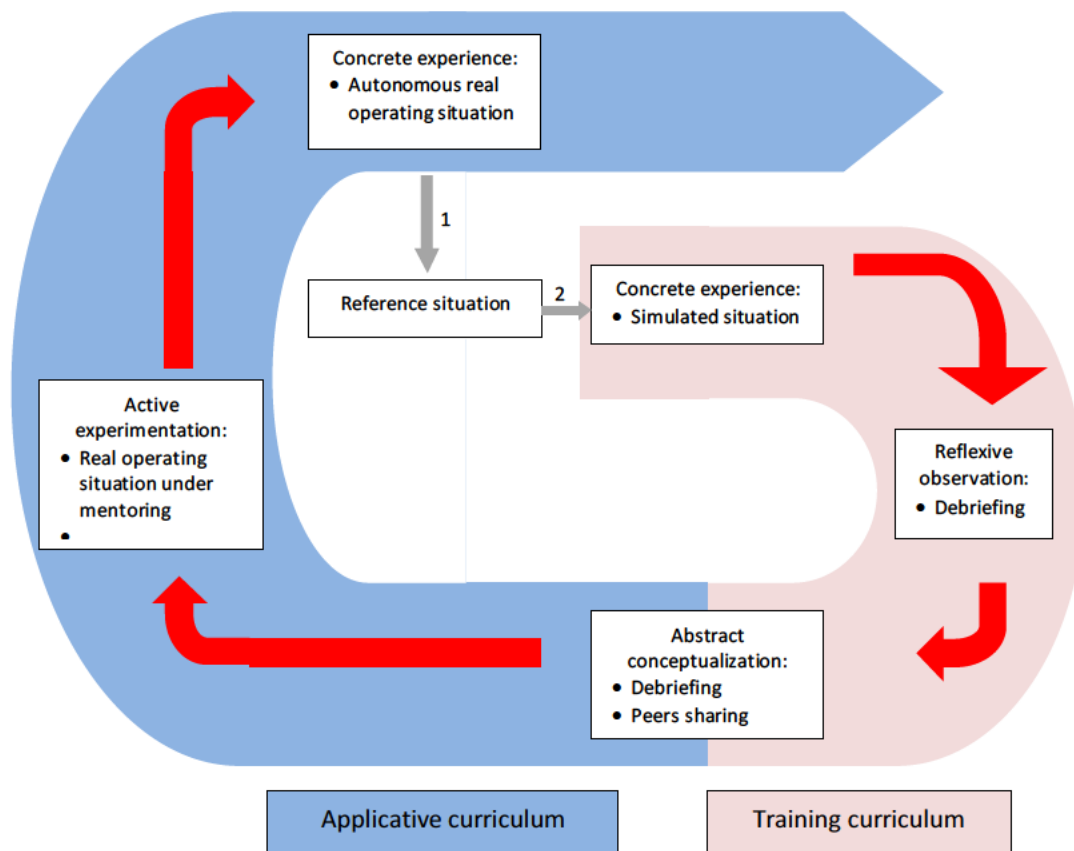 Concrete experience:
• Autonomous real
operating situation
1
Reference situation
2
Concrete experience:
• Simulated situation
Reflexive
observation:
• Debriefing
Abstract
conceptualization:
• Debriefing
• Peers sharing
Active
experimentation:
• Real operating
situation under
mentoring
•
Applicative curriculum
Training curriculum